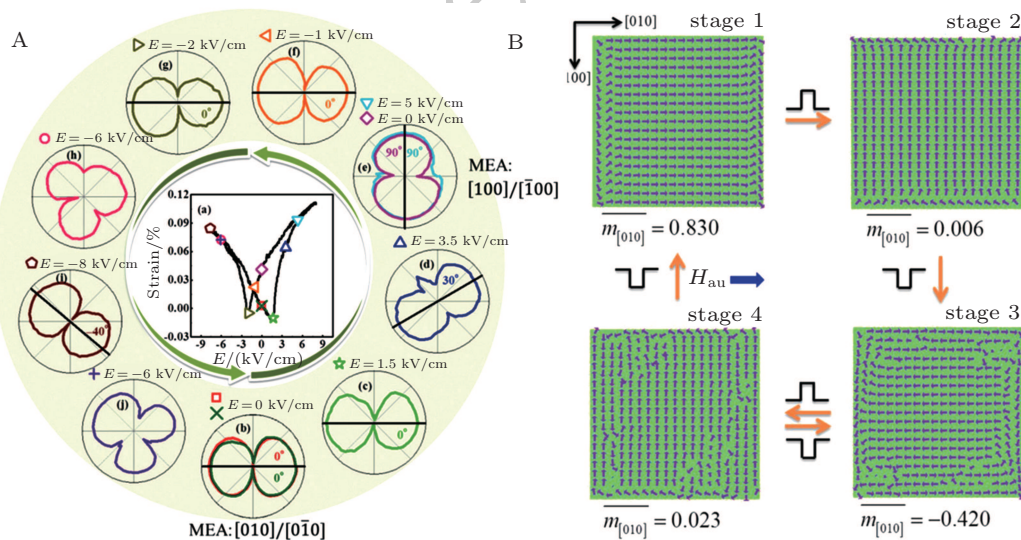 A
B
E = −2 kV/cm
(g)
0°
E = −1 kV/cm
(f)
0°
E = 5 kV/cm
E = 0 kV/cm
90°
90°
(e)
MEA:
[100]/[1̄00]
E = −6 kV/cm
(h)
E = 3.5 kV/cm
(d)
30°
E = −8 kV/cm
(i)
−40°
E = 1.5 kV/cm
(c)
0°
E = −6 kV/cm
(j)
E = 0 kV/cm
(b)
0°
0°
MEA: [010]/[01̄0]
(a)
Strain/%
0.12
0.09
0.06
0.03
0.00
-0.03
-9 -6 -3 0 3 6 9
E/(kV/cm)
stage 1
[010]
100]
m[010] = 0.830
stage 2
m[010] = 0.006
Hau
stage 4
m[010] = 0.023
stage 3
m[010] = −0.420